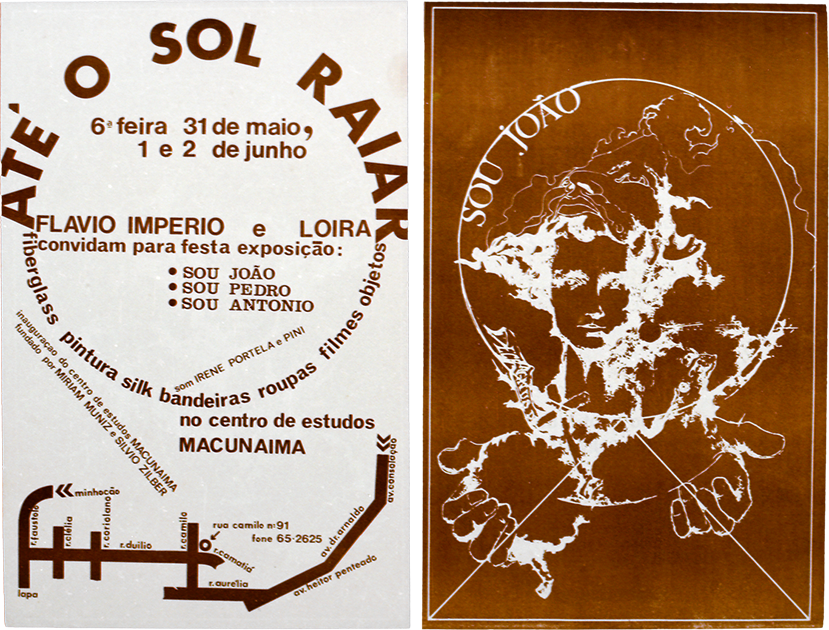 ATÉ O SOL RAIAR
6ª feira 31 de maio,
1 e 2 de junho
FLAVIO IMPERIO e LOIRA
convidam para festa exposição:
• SOU JOÃO
• SOU PEDRO
• SOU ANTONIO
fiberglass pintura silk bandeiras roupas filmes objetos
som IRENE PORTELA e PINI
inauguração do centro de estudos MACUNAIMA
fundado por MIRIAM MUNIZ e SILVIO ZILBER
no centro de estudos
MACUNAIMA
minhocão
r.faustolo
r.clélia
r.coriolano
r.duilio
r.camilo
rua camilo nº 91
fone 65-2625
r.camatiá
r.aurelia
lapa
av. dr. arnaldo
av. heitor penteado
av. consolação
SOU JOÃO